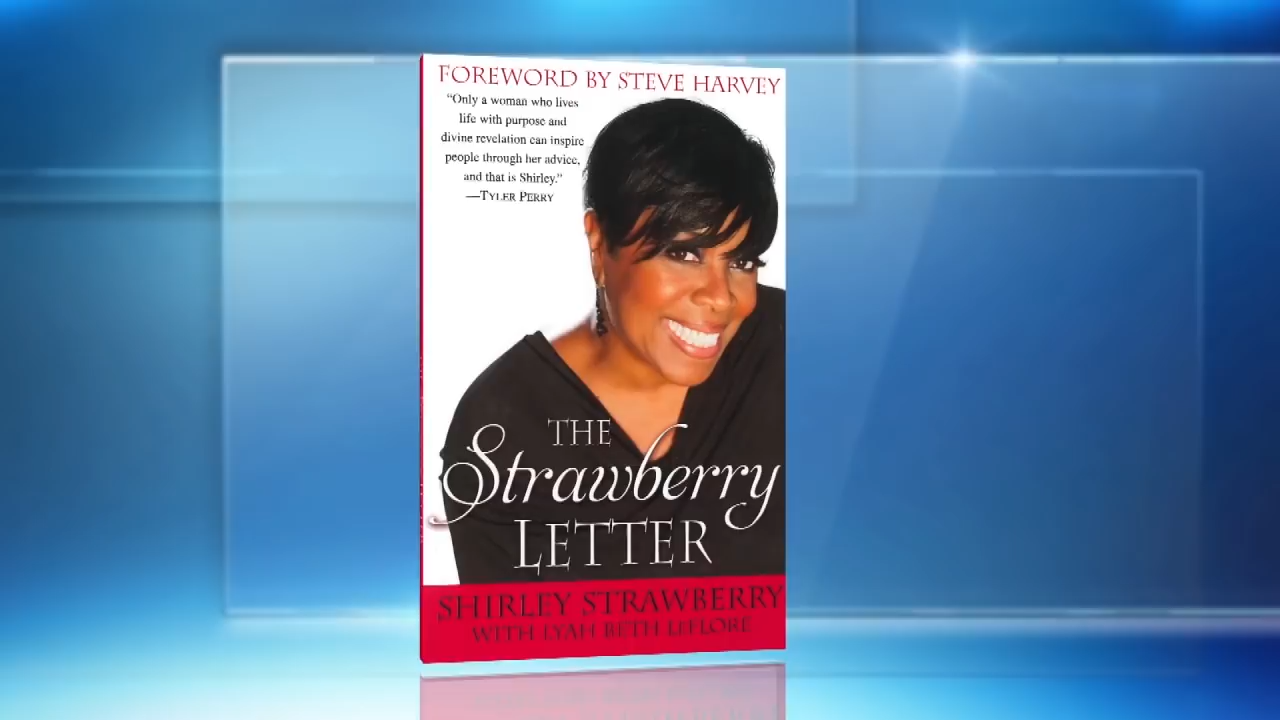 FOREWORD BY STEVE HARVEY
“Only a woman who lives
life with purpose and
divine revelation can inspire
people through her advice,
and that is Shirley.”
—TYLER PERRY
THE
Strawberry
LETTER
SHIRLEY STRAWBERRY
WITH LYAH BETH LEFLORE